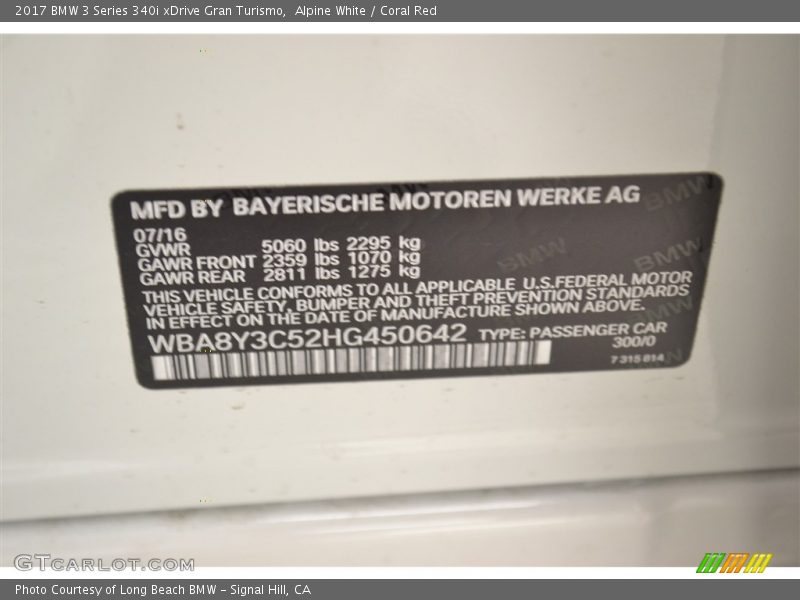 2017 BMW 3 Series 340i xDrive Gran Turismo, Alpine White / Coral Red
MFD BY BAYERISCHE MOTOREN WERKE AG
07/16
GVWR 5060 lbs 2295 kg
GAWR FRONT 2359 lbs 1070 kg
GAWR REAR 2811 lbs 1275 kg
THIS VEHICLE CONFORMS TO ALL APPLICABLE U.S.FEDERAL MOTOR
VEHICLE SAFETY, BUMPER AND THEFT PREVENTION STANDARDS
IN EFFECT ON THE DATE OF MANUFACTURE SHOWN ABOVE.
WBA8Y3C52HG450642 TYPE: PASSENGER CAR
300/0
7 315 814
BMW
BMW
BMW
GTCARLOT.COM
Photo Courtesy of Long Beach BMW - Signal Hill, CA